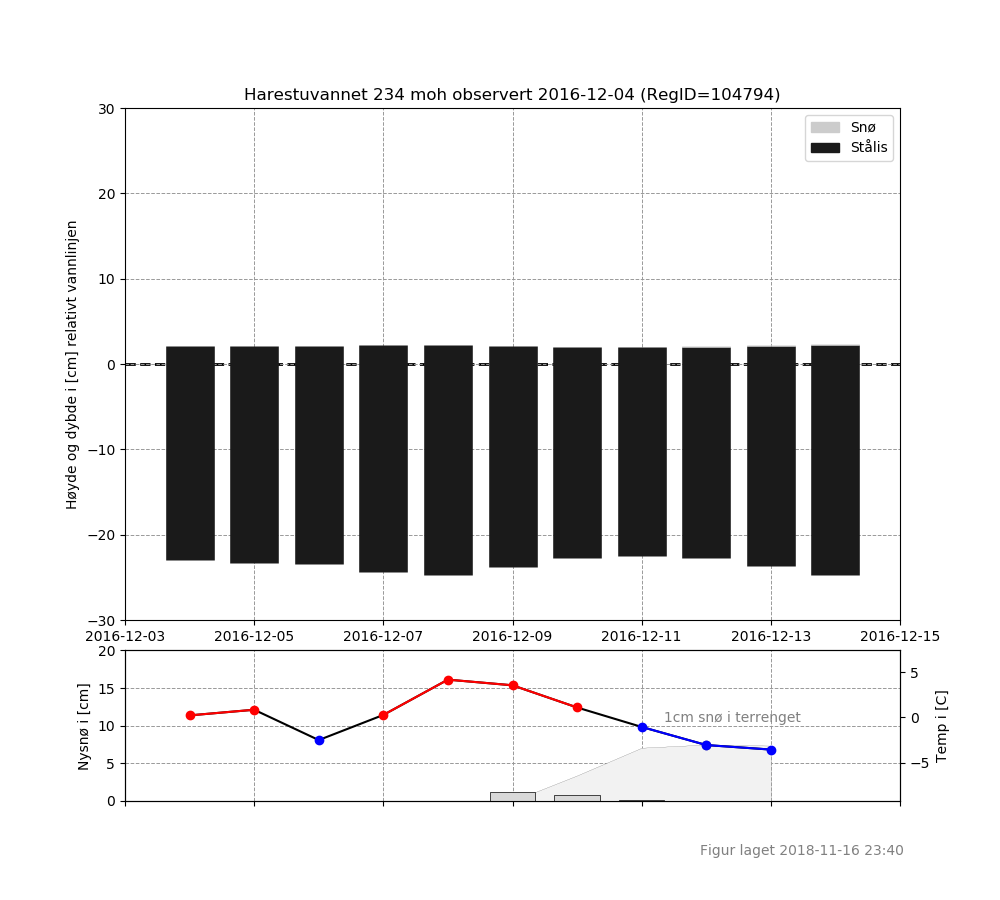 Harestuvannet 234 moh observert 2016-12-04 (RegID=104794)
Snø
Stålis
Høyde og dybde i [cm] relativt vannlinjen
30
20
10
0
−10
−20
−30
2016-12-03 2016-12-05 2016-12-07 2016-12-09 2016-12-11 2016-12-13 2016-12-15
Nysnø i [cm]
20
15
10
5
0
1cm snø i terrenget
5
0
−5
Temp i [C]
Figur laget 2018-11-16 23:40